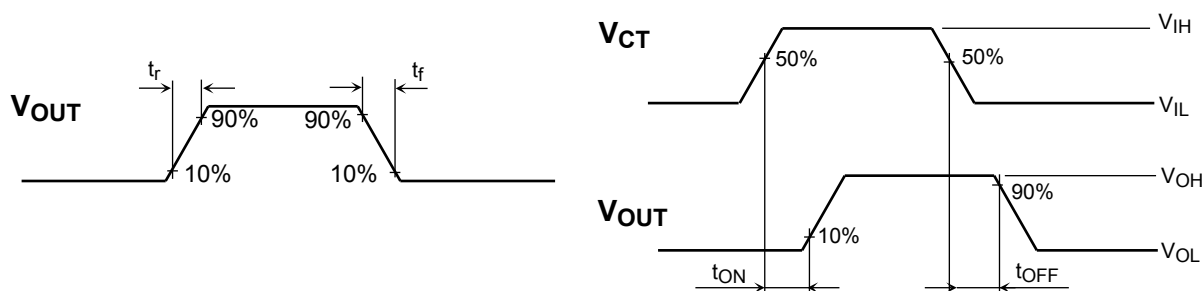 tr
tf
VOUT
90%
90%
10%
10%
VCT
VIH
50%
50%
VIL
VOH
VOUT
90%
10%
VOL
tON
tOFF